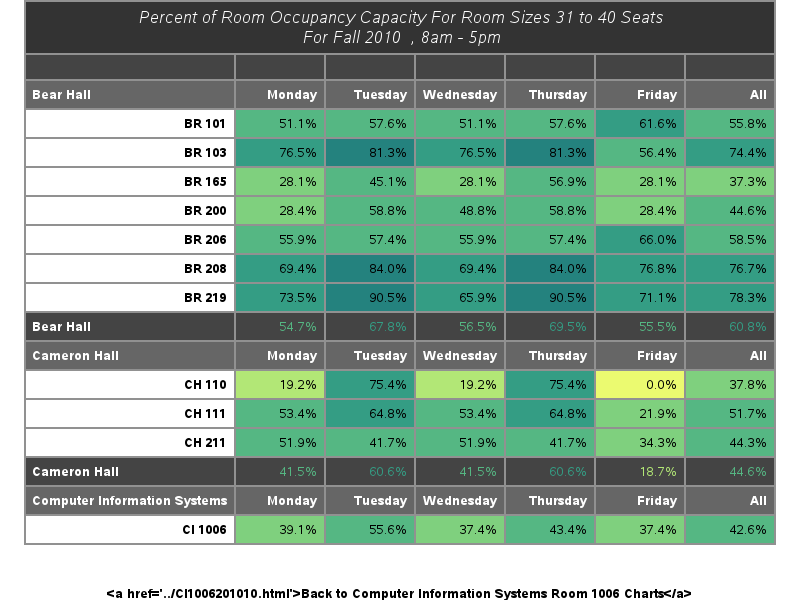 Percent of Room Occupancy Capacity For Room Sizes 31 to 40 Seats
For Fall 2010 , 8am - 5pm
Bear Hall Monday Tuesday Wednesday Thursday Friday All
BR 101 51.1% 57.6% 51.1% 57.6% 61.6% 55.8%
BR 103 76.5% 81.3% 76.5% 81.3% 56.4% 74.4%
BR 165 28.1% 45.1% 28.1% 56.9% 28.1% 37.3%
BR 200 28.4% 58.8% 48.8% 58.8% 28.4% 44.6%
BR 206 55.9% 57.4% 55.9% 57.4% 66.0% 58.5%
BR 208 69.4% 84.0% 69.4% 84.0% 76.8% 76.7%
BR 219 73.5% 90.5% 65.9% 90.5% 71.1% 78.3%
Bear Hall 54.7% 67.8% 56.5% 69.5% 55.5% 60.8%
Cameron Hall Monday Tuesday Wednesday Thursday Friday All
CH 110 19.2% 75.4% 19.2% 75.4% 0.0% 37.8%
CH 111 53.4% 64.8% 53.4% 64.8% 21.9% 51.7%
CH 211 51.9% 41.7% 51.9% 41.7% 34.3% 44.3%
Cameron Hall 41.5% 60.6% 41.5% 60.6% 18.7% 44.6%
Computer Information Systems Monday Tuesday Wednesday Thursday Friday All
CI 1006 39.1% 55.6% 37.4% 43.4% 37.4% 42.6%
<a href='../CI1006201010.html'>Back to Computer Information Systems Room 1006 Charts</a>